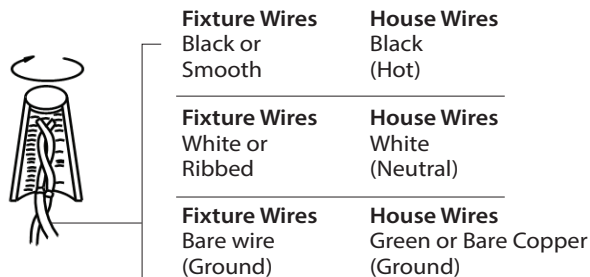 Fixture Wires House Wires
Black or Black
Smooth (Hot)
Fixture Wires House Wires
White or White
Ribbed (Neutral)
Fixture Wires House Wires
Bare wire Green or Bare Copper
(Ground) (Ground)